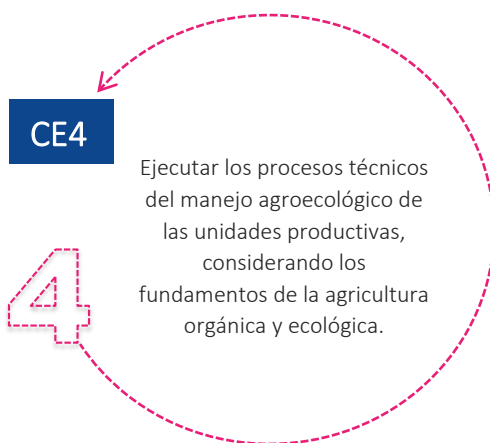 CE4
Ejecutar los procesos técnicos
del manejo agroecológico de
las unidades productivas,
considerando los
fundamentos de la agricultura
orgánica y ecológica.
4